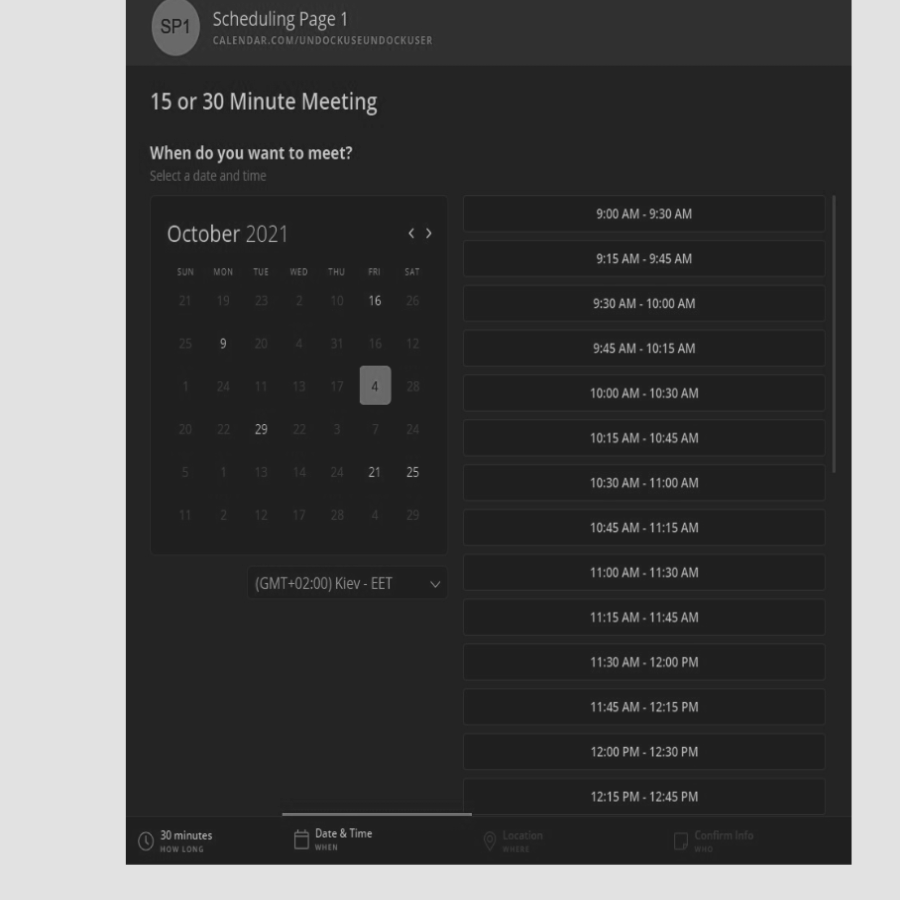 SP1
Scheduling Page 1
CALENDAR.COM/UNDOCKUSEUNDOCKUSER
15 or 30 Minute Meeting
When do you want to meet?
Select a date and time
October 2021
SUN MON TUE WED THU FRI SAT
21 19 23 2 10 16 26
25 9 20 4 31 16 12
1 24 11 13 17 4 28
20 22 29 22 3 7 24
5 1 13 14 24 21 25
11 2 12 17 28 4 29
(GMT+02:00) Kiev - EET
9:00 AM - 9:30 AM
9:15 AM - 9:45 AM
9:30 AM - 10:00 AM
9:45 AM - 10:15 AM
10:00 AM - 10:30 AM
10:15 AM - 10:45 AM
10:30 AM - 11:00 AM
10:45 AM - 11:15 AM
11:00 AM - 11:30 AM
11:15 AM - 11:45 AM
11:30 AM - 12:00 PM
11:45 AM - 12:15 PM
12:00 PM - 12:30 PM
12:15 PM - 12:45 PM
30 minutes
HOW LONG
Date & Time
WHEN
Location
WHERE
Confirm Info
WHO